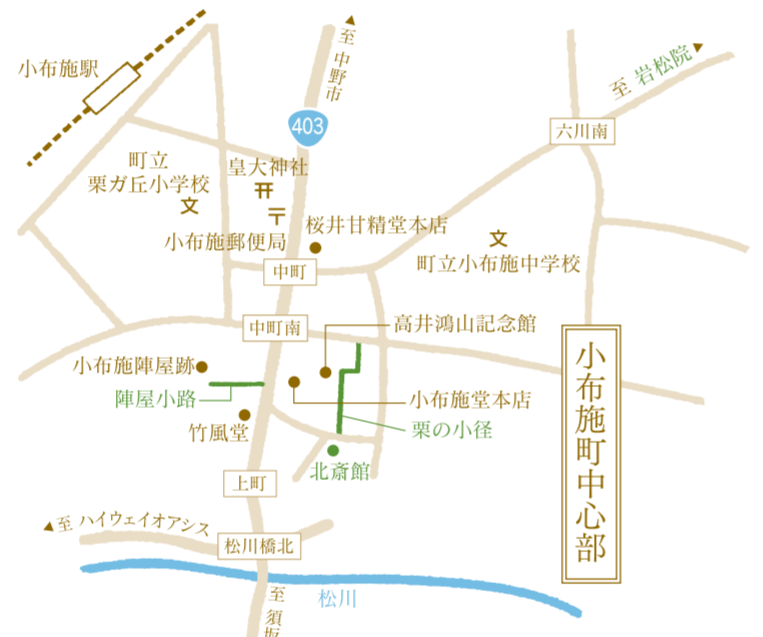 小布施駅
至 中野市
403
至 岩松院
六川南
町立
栗ガ丘小学校
文
皇大神社
小布施郵便局
桜井甘精堂本店
文
町立小布施中学校
中町
中町南
高井鴻山記念館
小布施陣屋跡
陣屋小路
小布施堂本店
竹風堂
栗の小径
北斎館
上町
至 ハイウェイオアシス
松川橋北
松川
至 須坂
小布施町中心部